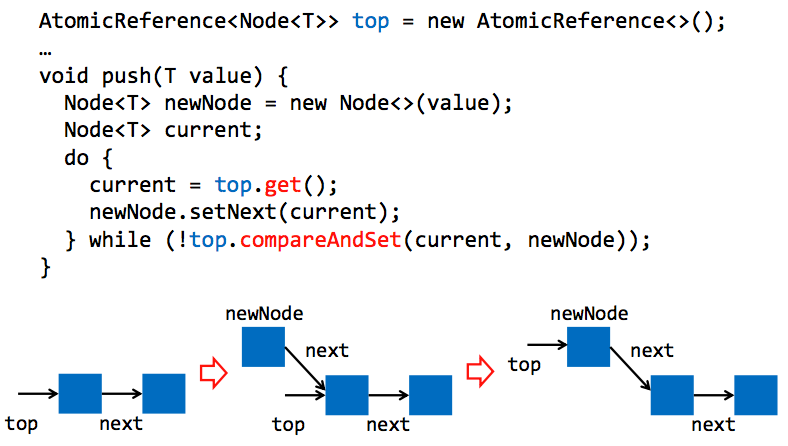 AtomicReference<Node<T>> top = new AtomicReference<>();
…
void push(T value) {
  Node<T> newNode = new Node<>(value);
  Node<T> current;
  do {
    current = top.get();
    newNode.setNext(current);
  } while (!top.compareAndSet(current, newNode));
}
newNode
newNode
next
next
top
top
next
top
next
next